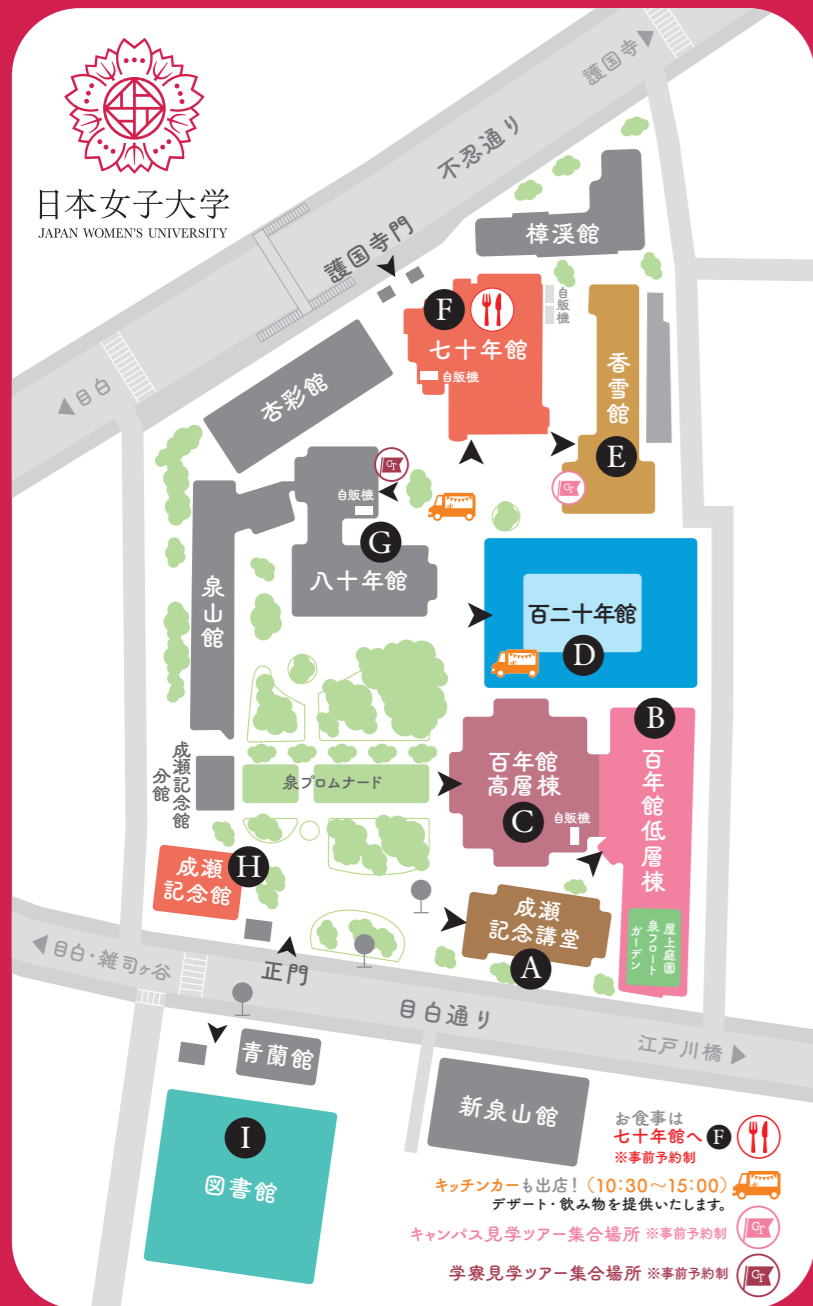 日本女子大学
JAPAN WOMEN'S UNIVERSITY
護国寺
不忍通り
護国寺門
目白
樟渓館
F
七十年館
自販機
自販機
香雪館
E
GT
杏彩館
GT
自販機
G
八十年館
泉山館
百二十年館
D
B
百年館低層棟
百年館
高層棟
C
自販機
成瀬記念館
分館
泉プロムナード
H
成瀬
記念館
成瀬
記念講堂
A
屋上庭園
泉フロート
ガーデン
目白・雑司ヶ谷
正門
目白通り
江戸川橋
青蘭館
新泉山館
I
図書館
お食事は
七十年館へ F
※事前予約制
キッチンカーも出店!(10:30〜15:00)
デザート・飲み物を提供いたします。
キャンパス見学ツアー集合場所 ※事前予約制 GT
学寮見学ツアー集合場所 ※事前予約制 GT